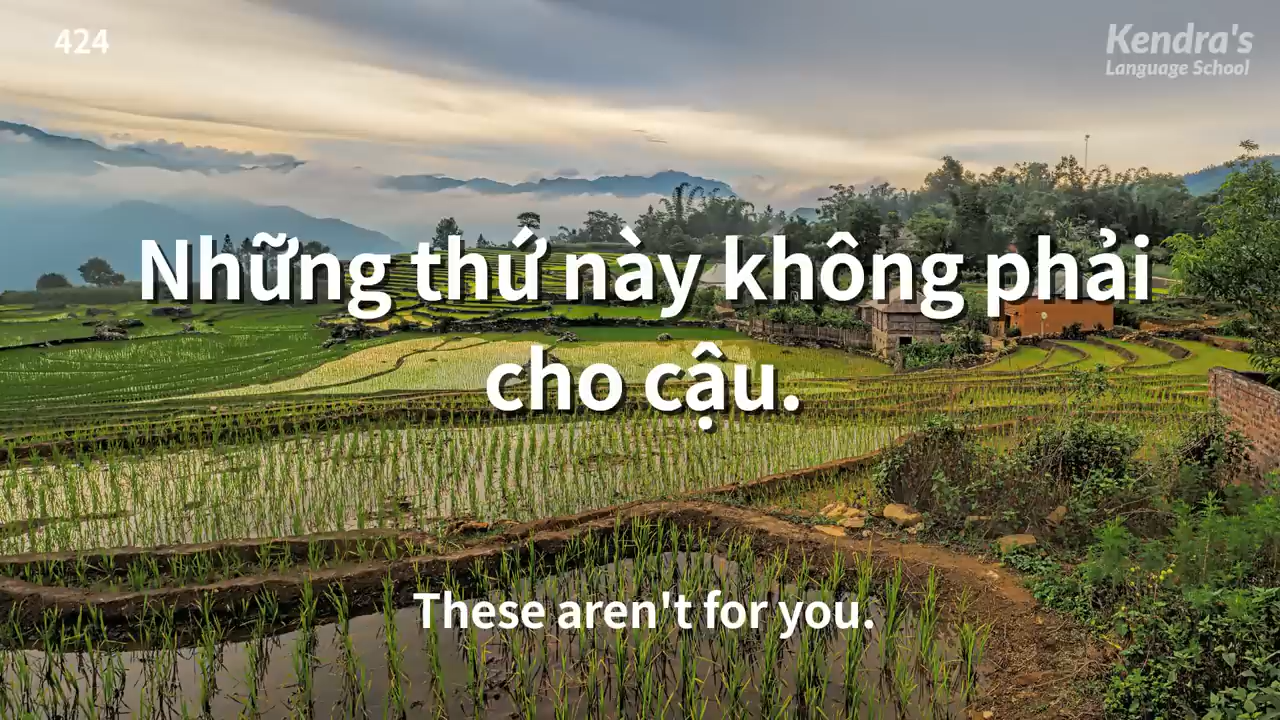 424
Kendra's
Language School
Những thứ này không phải
cho cậu.
These aren't for you.